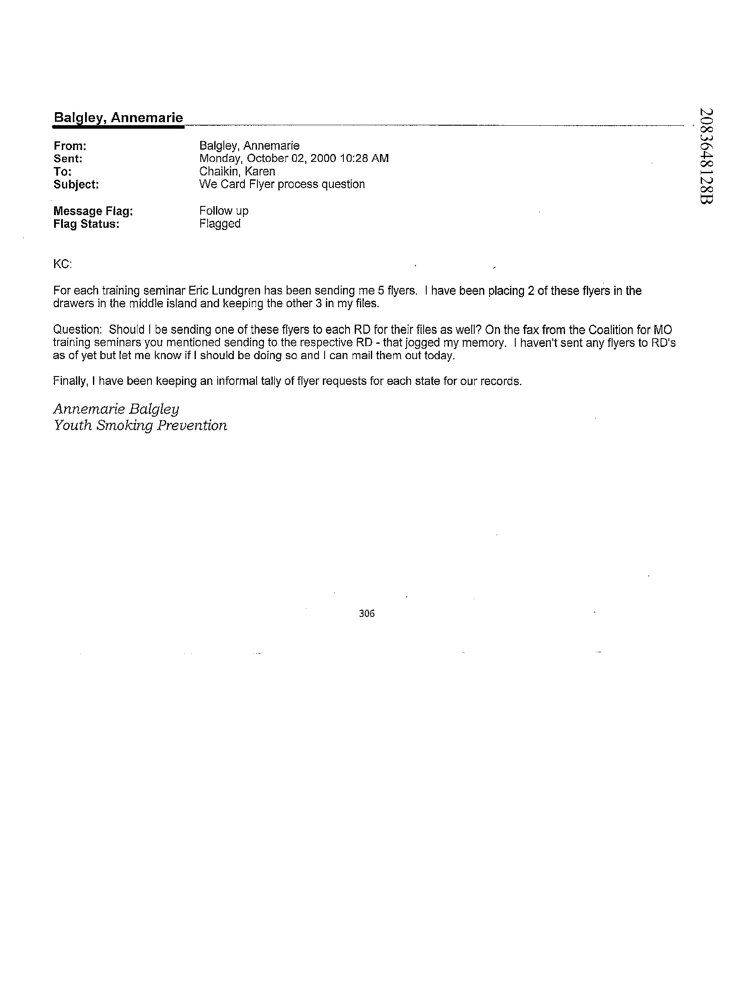 Balgley, Annemarie
From: Balgley, Annemarie
Sent: Monday, October 02, 2000 10:28 AM
To: Chaikin, Karen
Subject: We Card Flyer process question
Message Flag: Follow up
Flag Status: Flagged
KC:
For each training seminar Eric Lundgren has been sending me 5 flyers. I have been placing 2 of these flyers in the
drawers in the middle island and keeping the other 3 in my files.
Question: Should I be sending one of these flyers to each RD for their files as well? On the fax from the Coalition for MO
training seminars you mentioned sending to the respective RD - that jogged my memory. I haven't sent any flyers to RD's
as of yet but let me know if I should be doing so and I can mail them out today.
Finally, I have been keeping an informal tally of flyer requests for each state for our records.
Annemarie Balgley
Youth Smoking Prevention
306
2083648128B